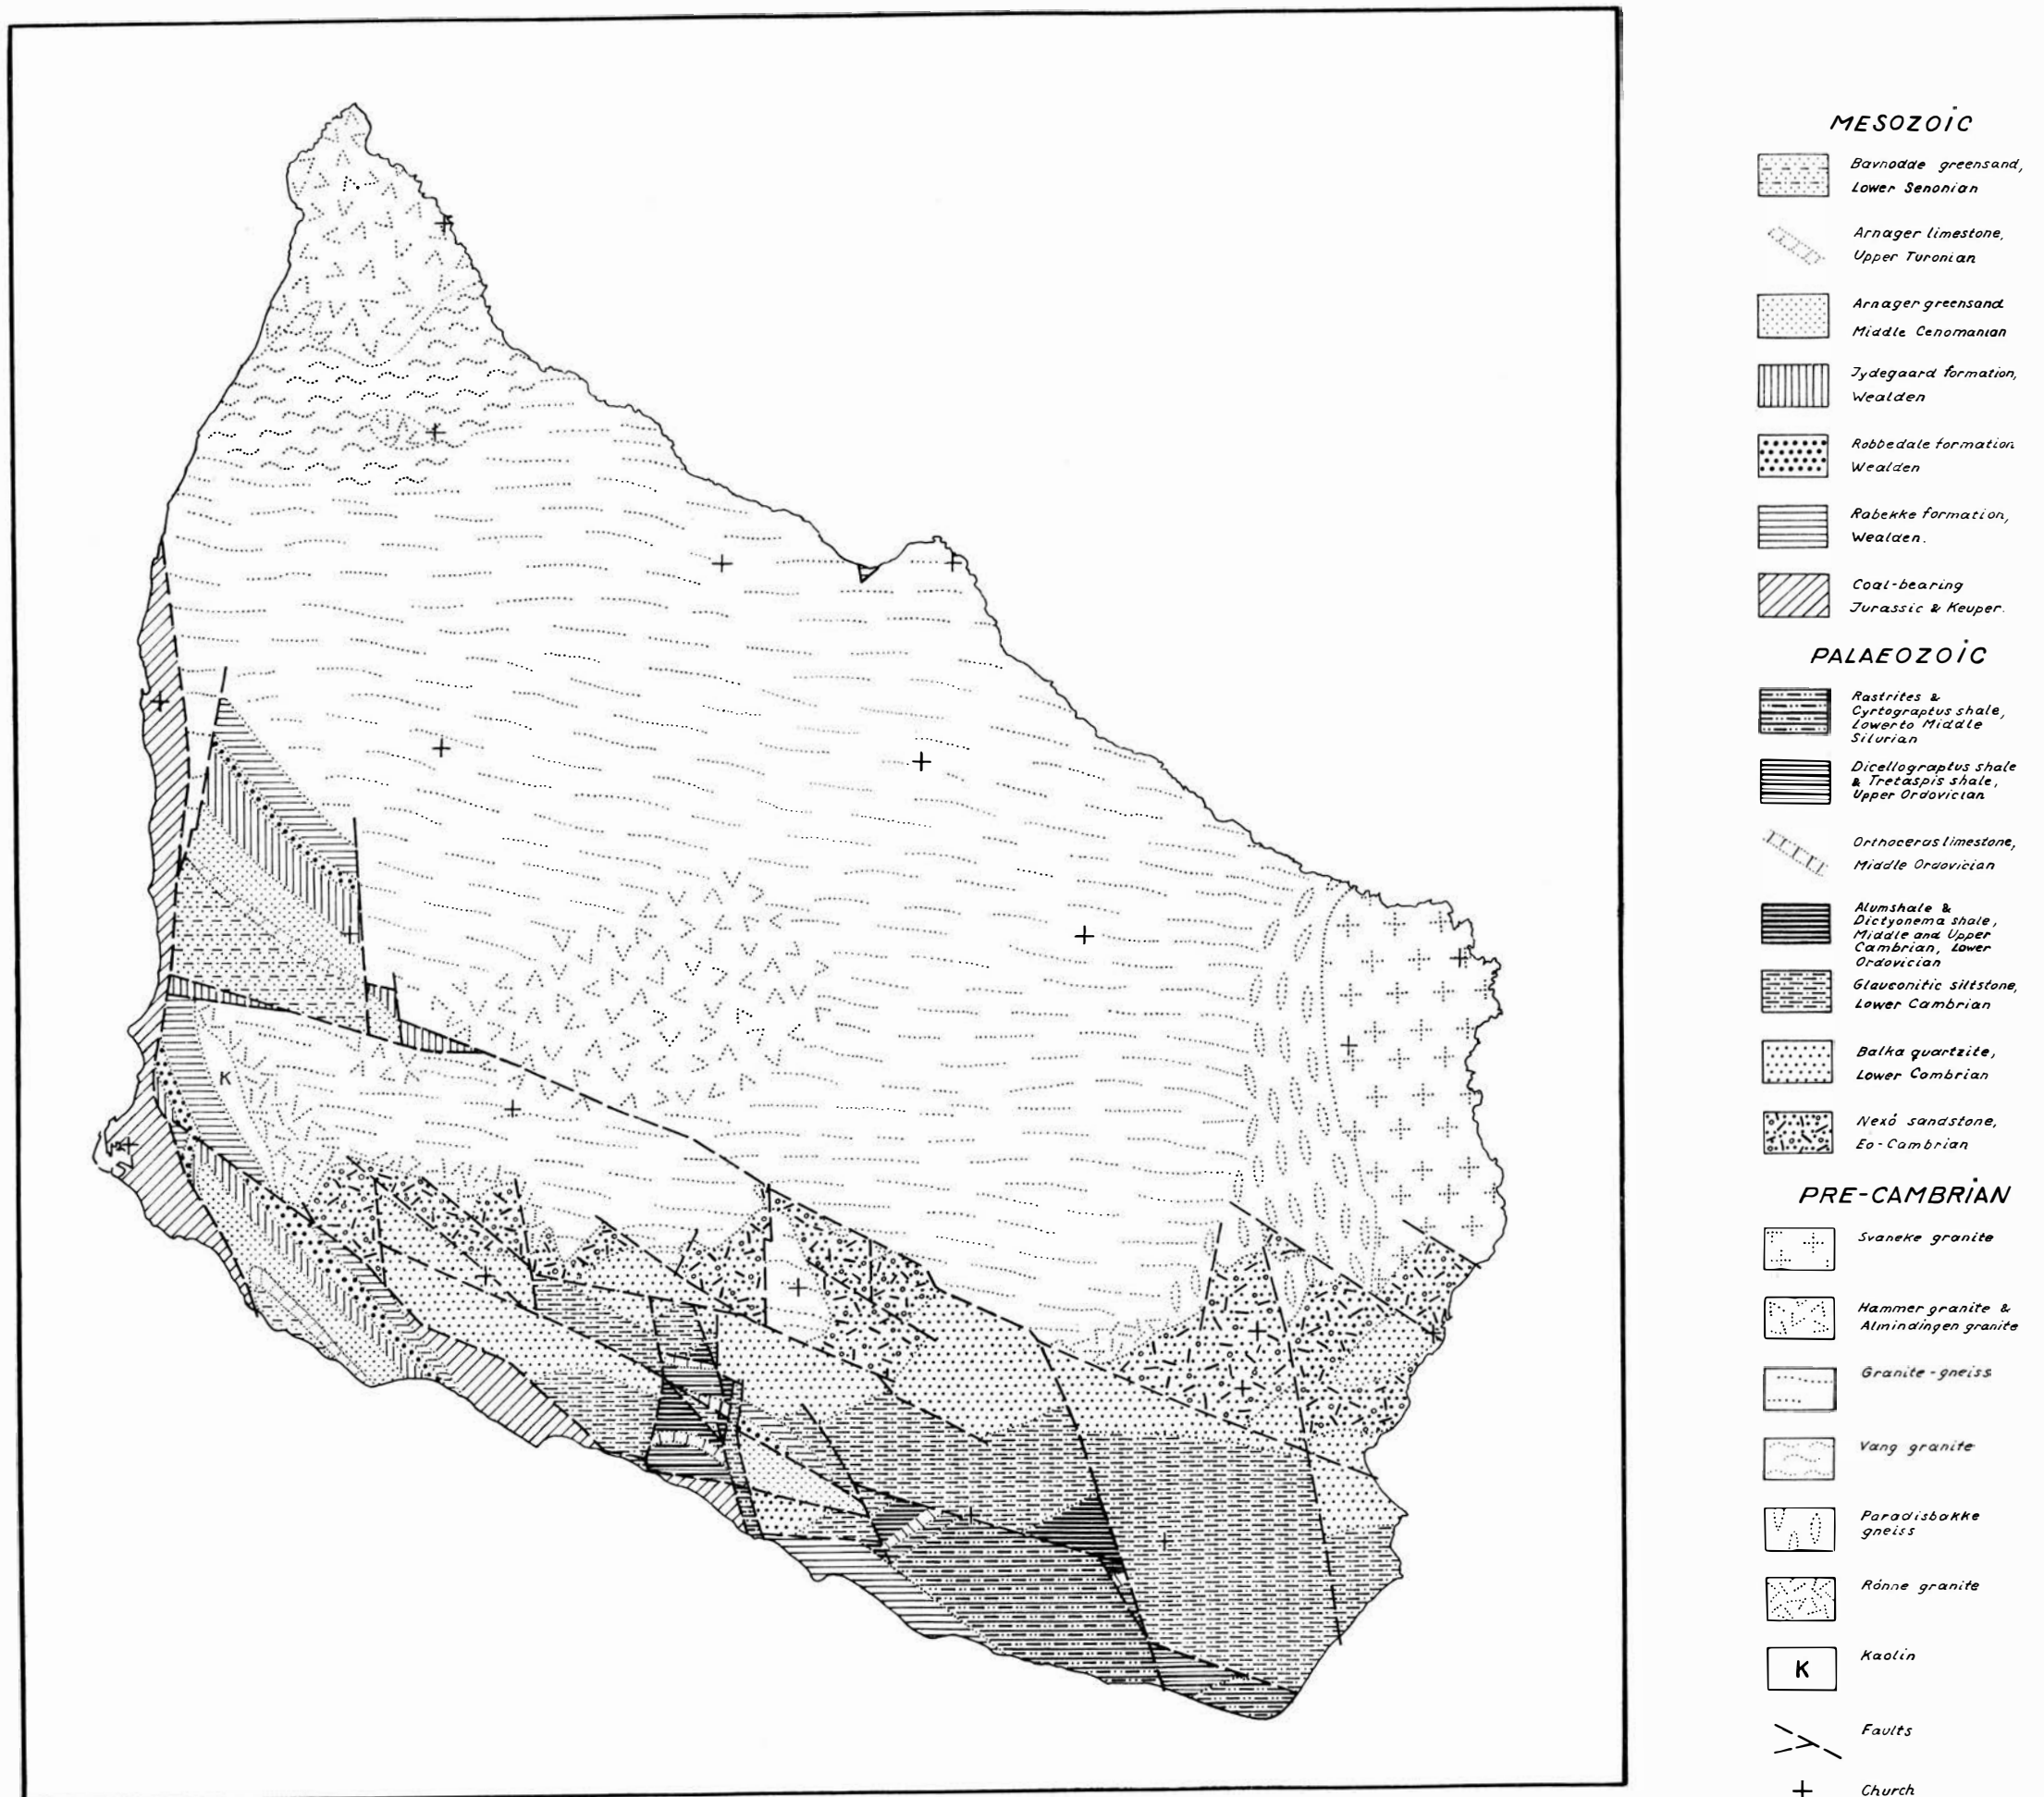 K
MESOZOIC
Bavnodde greensand,
Lower Senonian
Arnager limestone,
Upper Turonian
Arnager greensand
Middle Cenomanian
Jydegaard formation,
Wealden
Robbedale formation
Wealden
Rabekke formation,
Wealden.
Coal-bearing
Jurassic & Keuper.
PALAEOZOIC
Rastrites &
Cyrtograptus shale,
Lower to Middle
Silurian
Dicellograptus shale
& Tretaspis shale,
Upper Ordovician
Orthoceras limestone,
Middle Ordovician
Alumshale &
Dictyonema shale,
Middle and Upper
Cambrian, Lower
Ordovician
Glauconitic siltstone,
Lower Cambrian
Balka quartzite,
Lower Cambrian
Nexö sandstone,
Eo-Cambrian
PRE-CAMBRIAN
Svaneke granite
Hammer granite &
Almindingen granite
Granite-gneiss
Vang granite
Paradisbakke
gneiss
Rönne granite
K Kaolin
Faults
Church